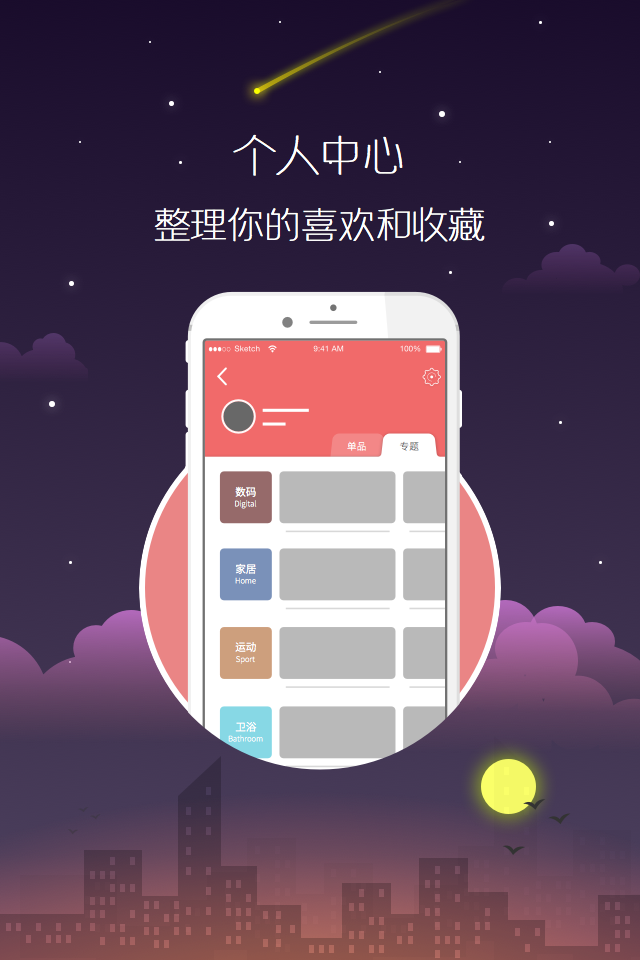 个人中心
整理你的喜欢和收藏
Sketch 9:41 AM 100%
单品 专题
数码
Digital
家居
Home
运动
Sport
卫浴
Bathroom